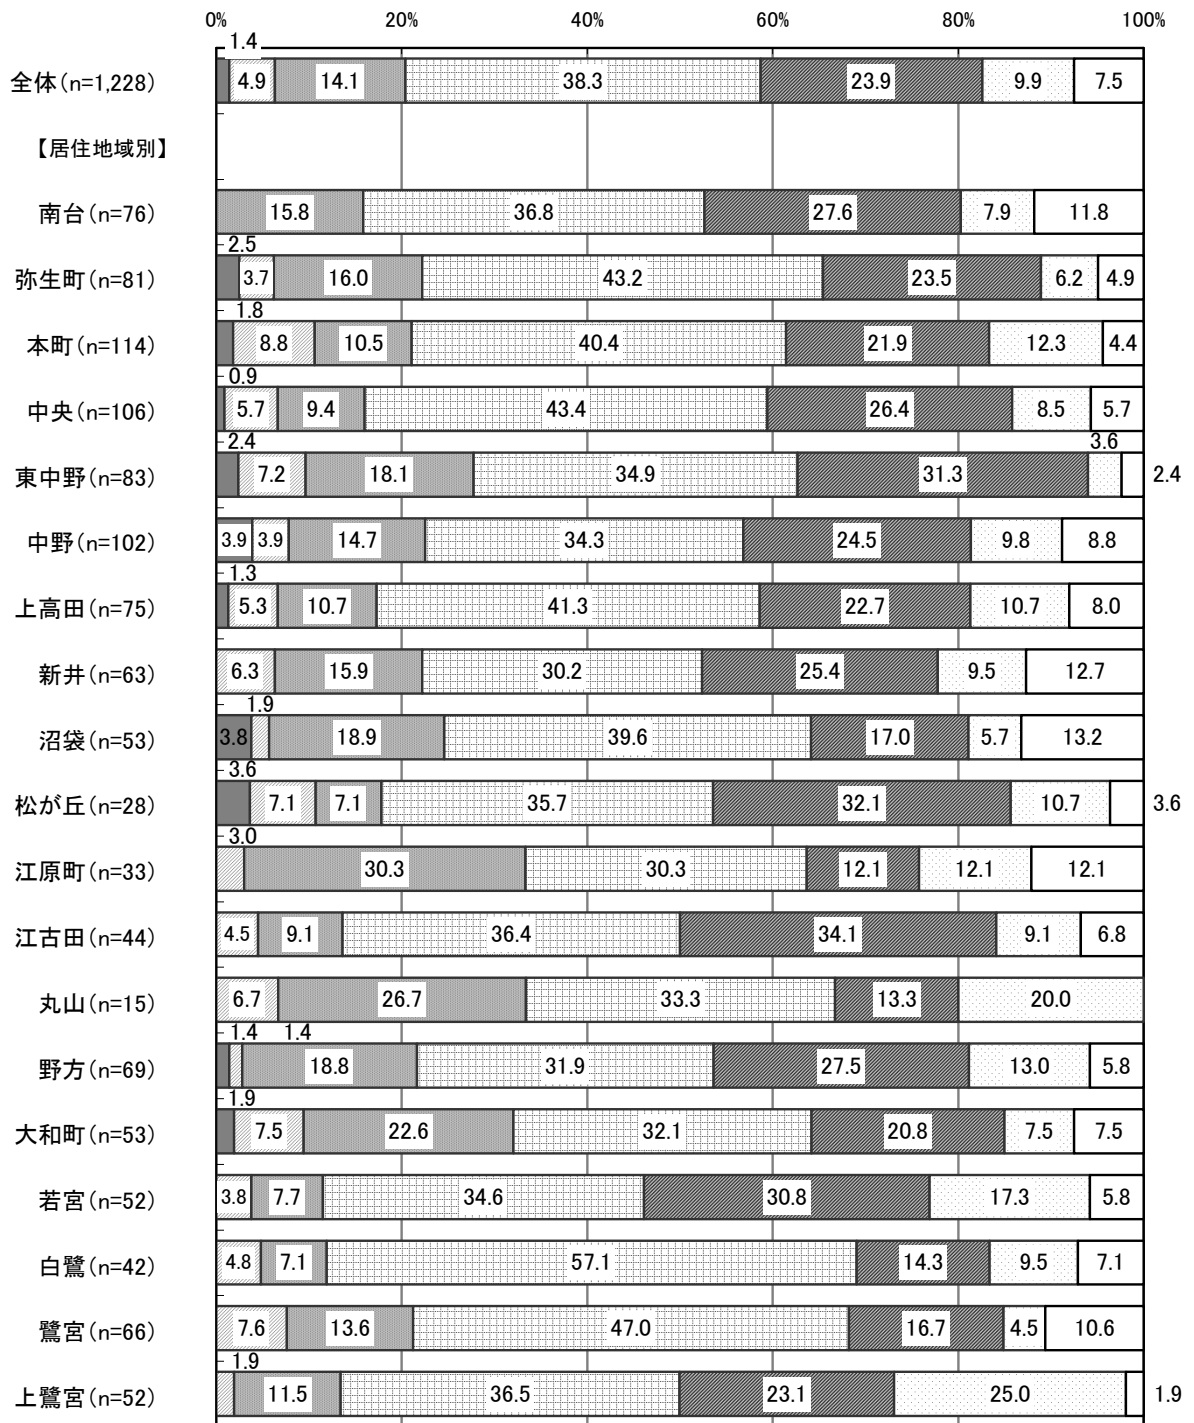 0% 20% 40% 60% 80% 100%
1.4
全体(n=1,228) 4.9 14.1 38.3 23.9 9.9 7.5
【居住地域別】
南台(n=76) 15.8 36.8 27.6 7.9 11.8
2.5
弥生町(n=81) 3.7 16.0 43.2 23.5 6.2 4.9
1.8
本町(n=114) 8.8 10.5 40.4 21.9 12.3 4.4
0.9
中央(n=106) 5.7 9.4 43.4 26.4 8.5 5.7
2.4 3.6
東中野(n=83) 7.2 18.1 34.9 31.3 2.4
中野(n=102) 3.9 3.9 14.7 34.3 24.5 9.8 8.8
1.3
上高田(n=75) 5.3 10.7 41.3 22.7 10.7 8.0
新井(n=63) 6.3 15.9 30.2 25.4 9.5 12.7
1.9
沼袋(n=53) 3.8 18.9 39.6 17.0 5.7 13.2
3.6
松が丘(n=28) 7.1 7.1 35.7 32.1 10.7 3.6
3.0
江原町(n=33) 30.3 30.3 12.1 12.1 12.1
江古田(n=44) 4.5 9.1 36.4 34.1 9.1 6.8
丸山(n=15) 6.7 26.7 33.3 13.3 20.0
1.4 1.4
野方(n=69) 18.8 31.9 27.5 13.0 5.8
1.9
大和町(n=53) 7.5 22.6 32.1 20.8 7.5 7.5
若宮(n=52) 3.8 7.7 34.6 30.8 17.3 5.8
白鷺(n=42) 4.8 7.1 57.1 14.3 9.5 7.1
鷺宮(n=66) 7.6 13.6 47.0 16.7 4.5 10.6
1.9
上鷺宮(n=52) 11.5 36.5 23.1 25.0 1.9